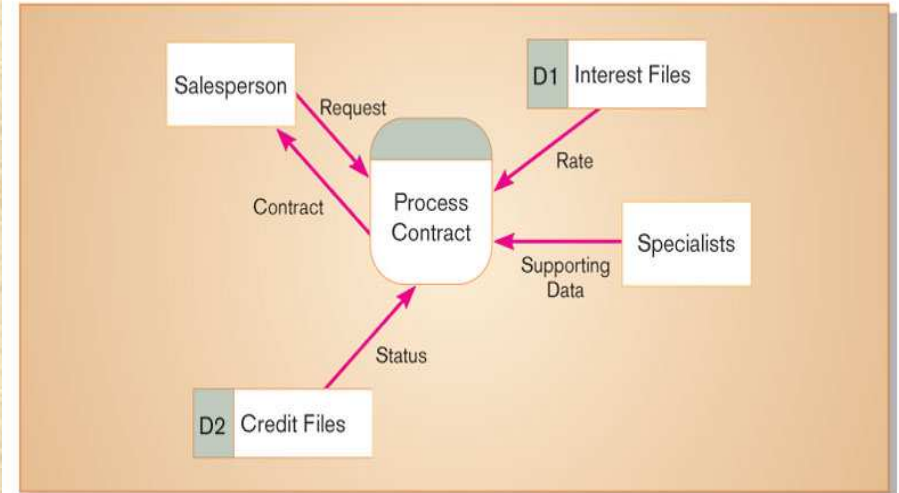 Salesperson
D1 Interest Files
Request
Rate
Contract
Process
Contract
Specialists
Supporting
Data
Status
D2 Credit Files